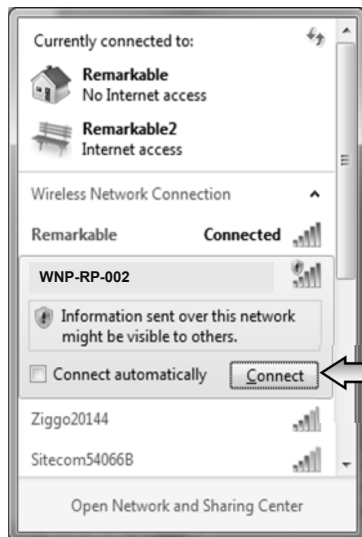 Currently connected to:
Remarkable
No Internet access
Remarkable2
Internet access
Wireless Network Connection
Remarkable Connected
WNP-RP-002
Information sent over this network
might be visible to others.
Connect automatically Connect
Ziggo20144
Sitecom54066B
Open Network and Sharing Center